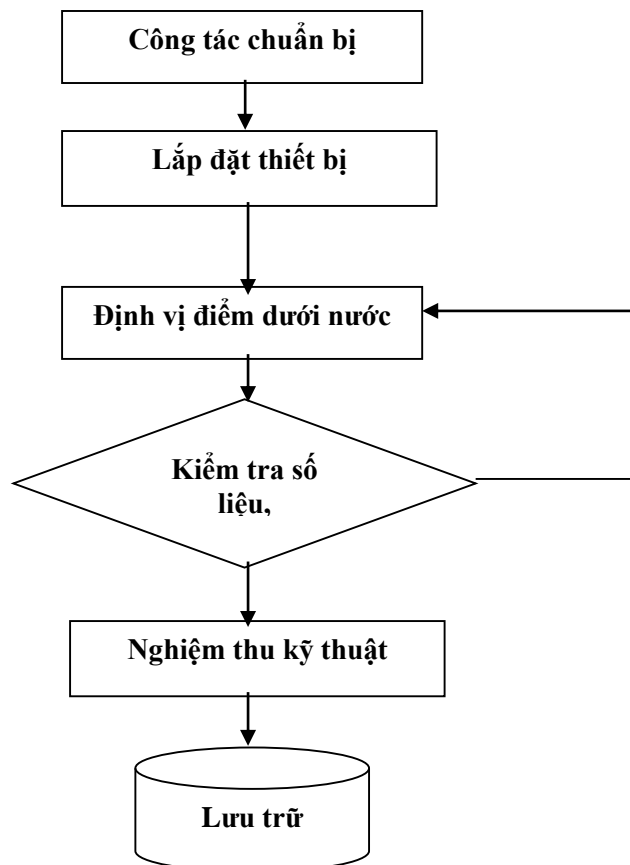 Công tác chuẩn bị
Lắp đặt thiết bị
Định vị điểm dưới nước
Kiểm tra số
liệu,
Nghiệm thu kỹ thuật
Lưu trữ